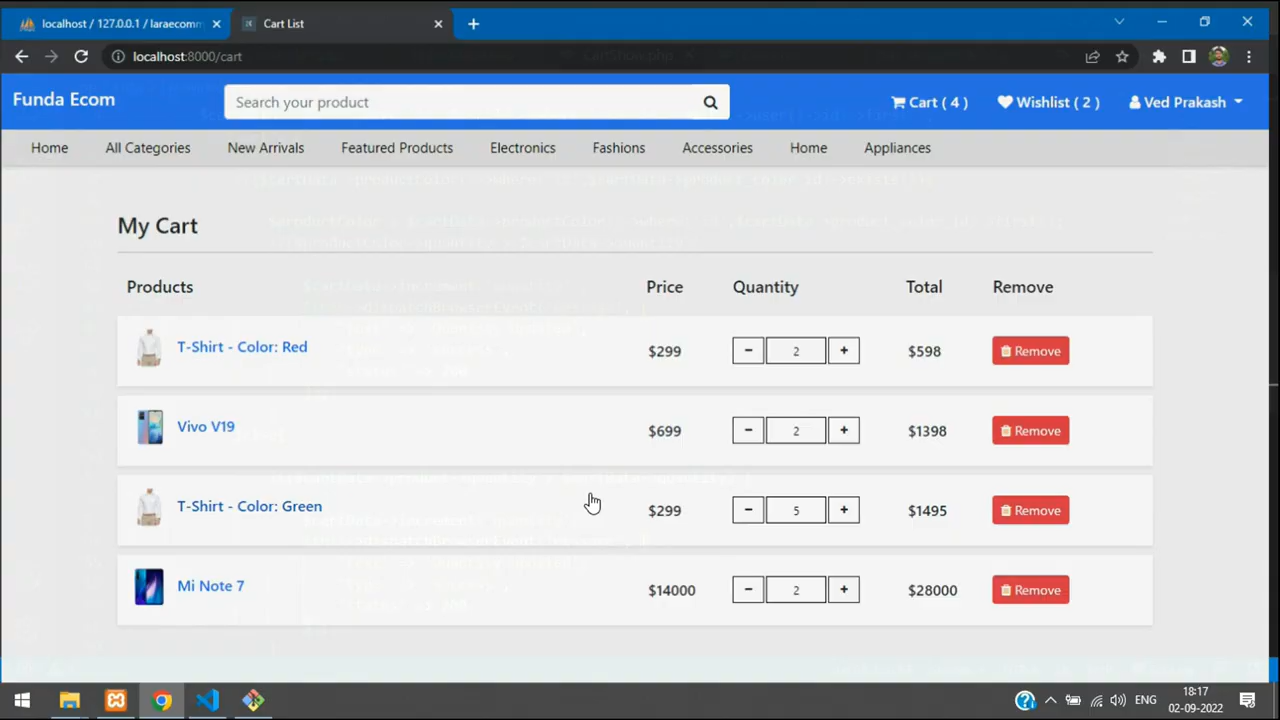 localhost / 127.0.0.1 / laraecomm
Cart List
localhost:8000/cart
Funda Ecom
Search your product
Cart ( 4 )
Wishlist ( 2 )
Ved Prakash
Home
All Categories
New Arrivals
Featured Products
Electronics
Fashions
Accessories
Home
Appliances
My Cart
Products Price Quantity Total Remove
T-Shirt - Color: Red $299 - 2 + $598 Remove
Vivo V19 $699 - 2 + $1398 Remove
T-Shirt - Color: Green $299 - 5 + $1495 Remove
Mi Note 7 $14000 - 2 + $28000 Remove
ENG
18:17
02-09-2022